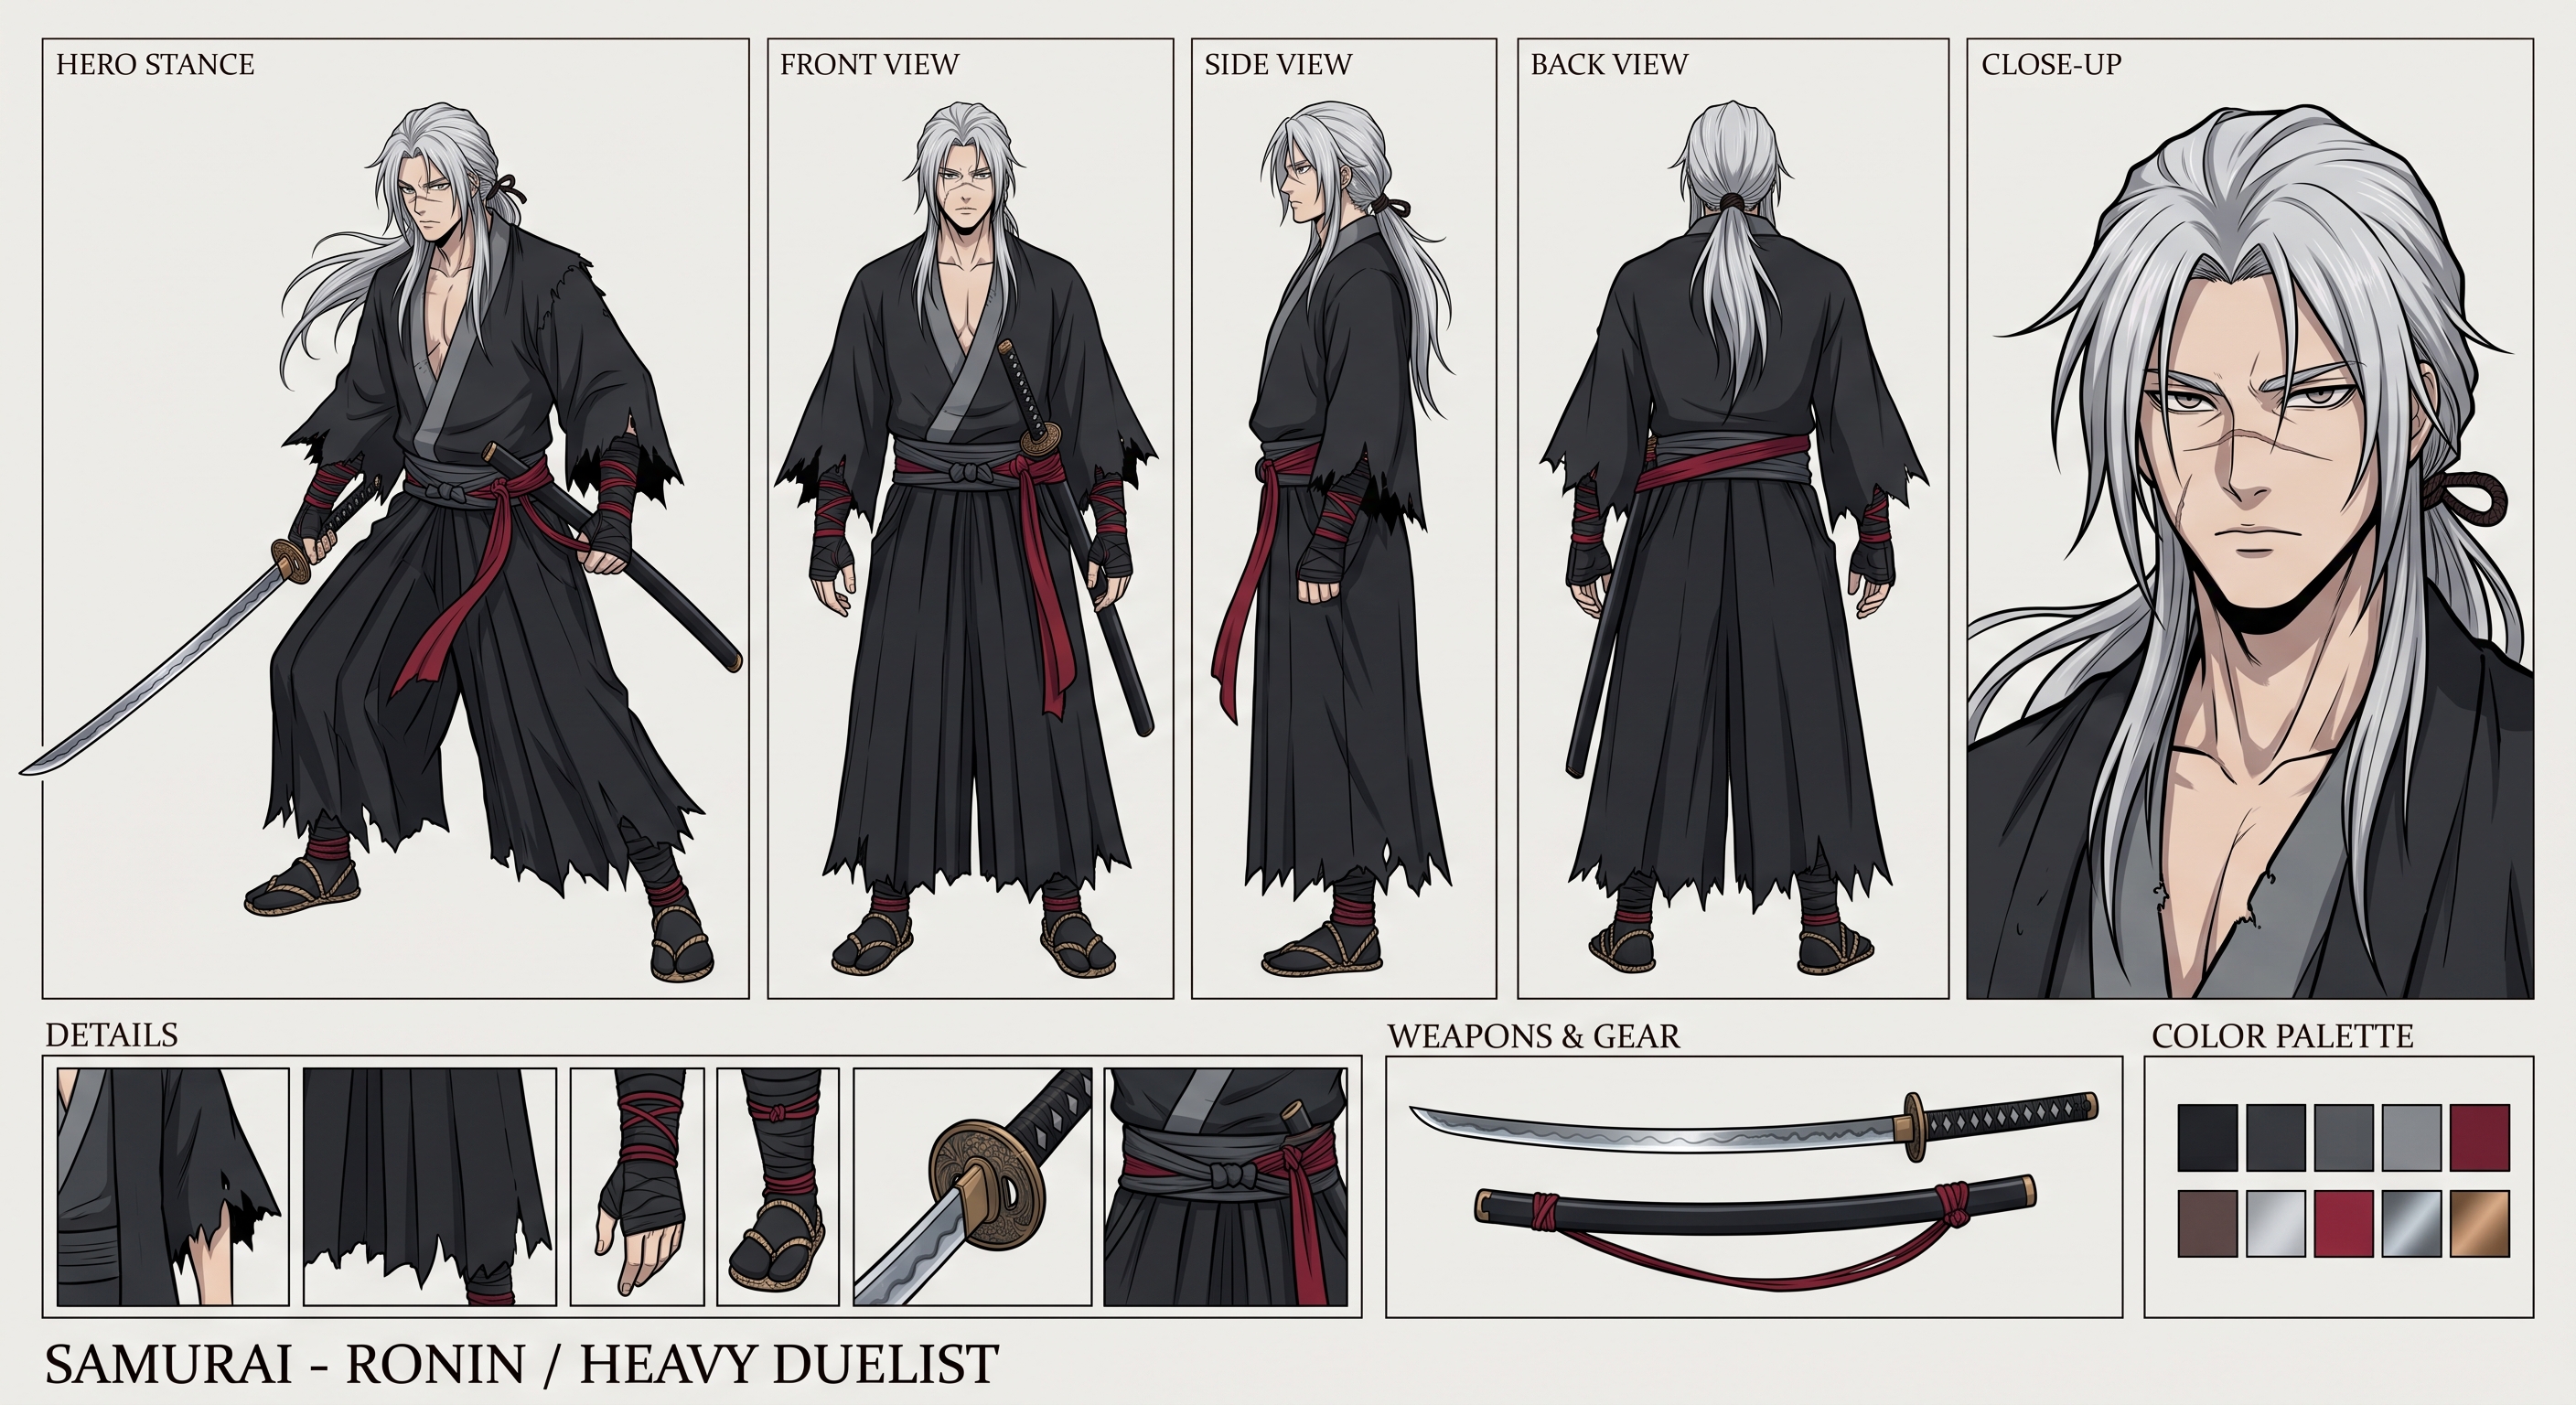 HERO STANCE
FRONT VIEW
SIDE VIEW
BACK VIEW
CLOSE-UP
DETAILS
WEAPONS & GEAR
COLOR PALETTE
SAMURAI - RONIN / HEAVY DUELIST